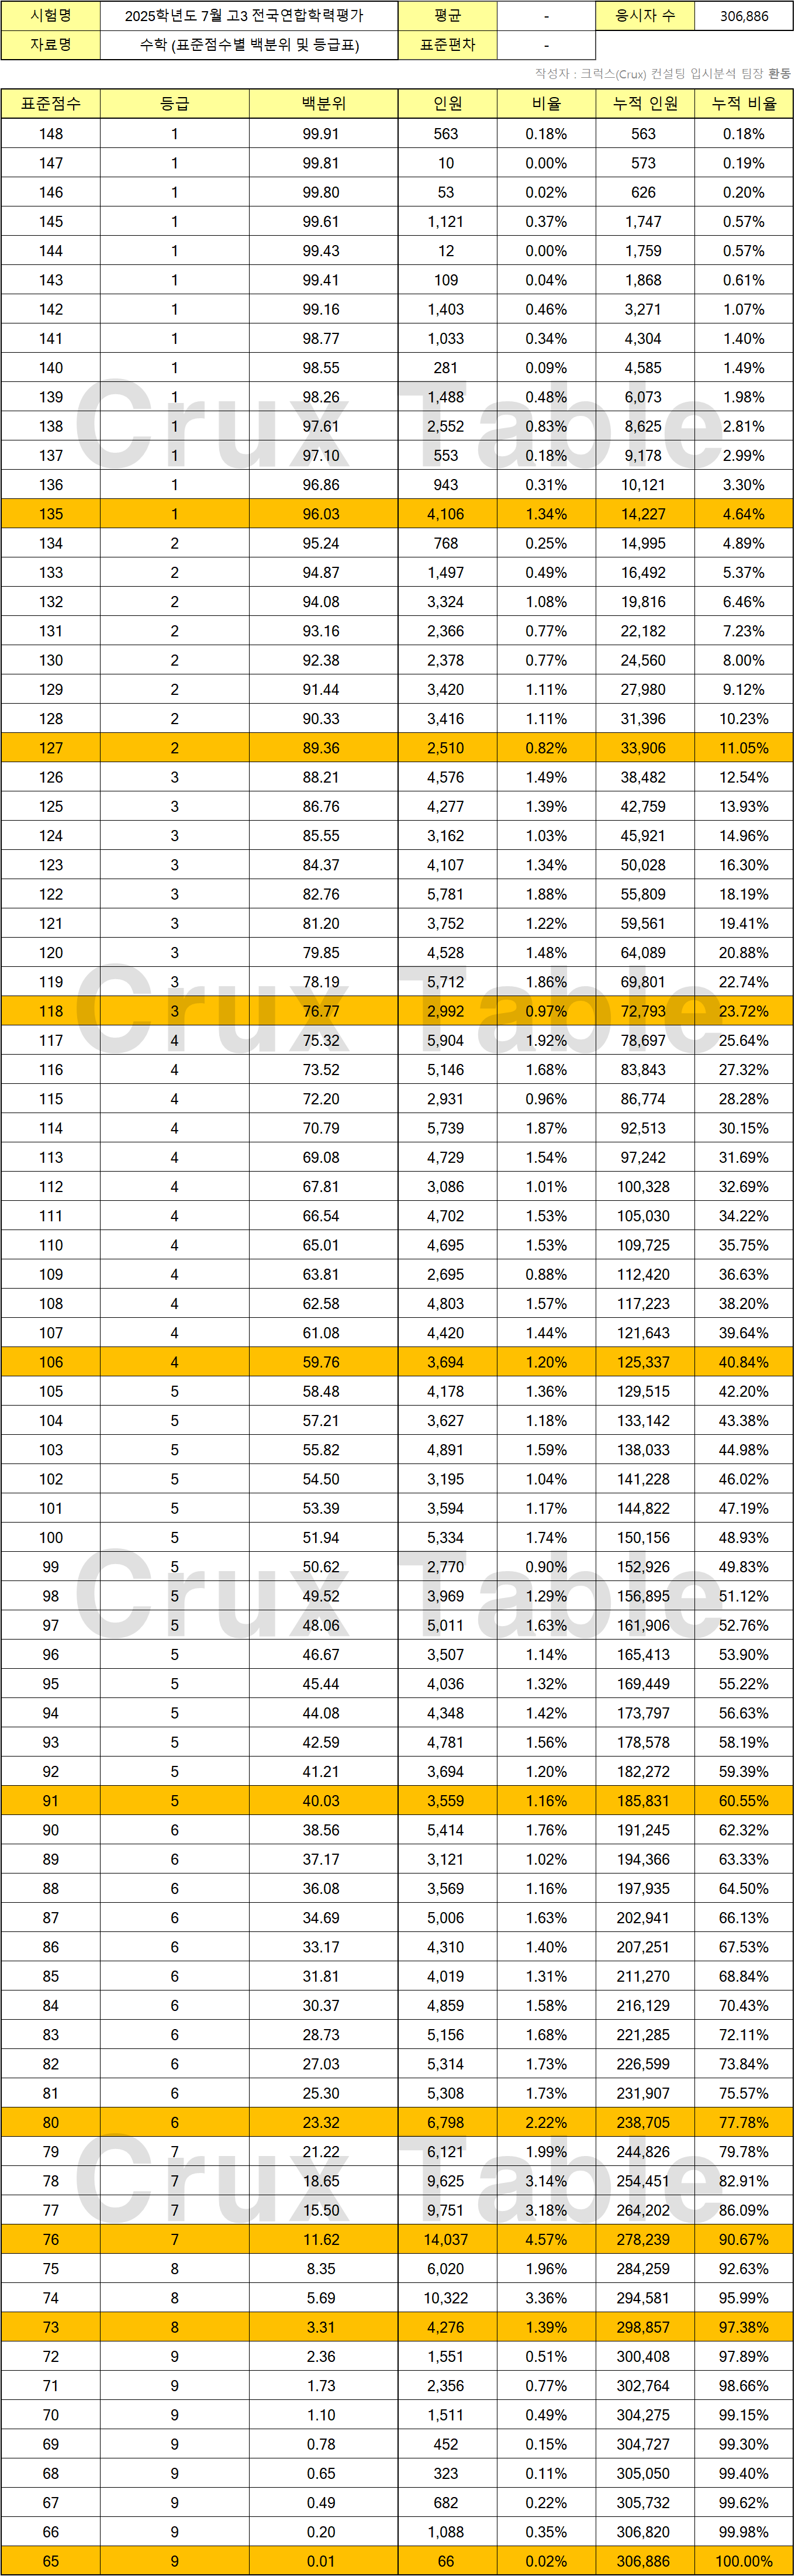 시험명 2025학년도 7월 고3 전국연합학력평가 평균 - 응시자 수 306,886
자료명 수학 (표준점수별 백분위 및 등급표) 표준편차 -
작성자 : 크럭스(Crux) 컨설팅 입시분석 팀장 환동
표준점수 등급 백분위 인원 비율 누적 인원 누적 비율
148 1 99.91 563 0.18% 563 0.18%
147 1 99.81 10 0.00% 573 0.19%
146 1 99.80 53 0.02% 626 0.20%
145 1 99.61 1,121 0.37% 1,747 0.57%
144 1 99.43 12 0.00% 1,759 0.57%
143 1 99.41 109 0.04% 1,868 0.61%
142 1 99.16 1,403 0.46% 3,271 1.07%
141 1 98.77 1,033 0.34% 4,304 1.40%
140 1 98.55 281 0.09% 4,585 1.49%
139 1 98.26 1,488 0.48% 6,073 1.98%
138 1 97.61 2,552 0.83% 8,625 2.81%
137 1 97.10 553 0.18% 9,178 2.99%
136 1 96.86 943 0.31% 10,121 3.30%
135 1 96.03 4,106 1.34% 14,227 4.64%
134 2 95.24 768 0.25% 14,995 4.89%
133 2 94.87 1,497 0.49% 16,492 5.37%
132 2 94.08 3,324 1.08% 19,816 6.46%
131 2 93.16 2,366 0.77% 22,182 7.23%
130 2 92.38 2,378 0.77% 24,560 8.00%
129 2 91.44 3,420 1.11% 27,980 9.12%
128 2 90.33 3,416 1.11% 31,396 10.23%
127 2 89.36 2,510 0.82% 33,906 11.05%
126 3 88.21 4,576 1.49% 38,482 12.54%
125 3 86.76 4,277 1.39% 42,759 13.93%
124 3 85.55 3,162 1.03% 45,921 14.96%
123 3 84.37 4,107 1.34% 50,028 16.30%
122 3 82.76 5,781 1.88% 55,809 18.19%
121 3 81.20 3,752 1.22% 59,561 19.41%
120 3 79.85 4,528 1.48% 64,089 20.88%
119 3 78.19 5,712 1.86% 69,801 22.74%
118 3 76.77 2,992 0.97% 72,793 23.72%
117 4 75.32 5,904 1.92% 78,697 25.64%
116 4 73.52 5,146 1.68% 83,843 27.32%
115 4 72.20 2,931 0.96% 86,774 28.28%
114 4 70.79 5,739 1.87% 92,513 30.15%
113 4 69.08 4,729 1.54% 97,242 31.69%
112 4 67.81 3,086 1.01% 100,328 32.69%
111 4 66.54 4,702 1.53% 105,030 34.22%
110 4 65.01 4,695 1.53% 109,725 35.75%
109 4 63.81 2,695 0.88% 112,420 36.63%
108 4 62.58 4,803 1.57% 117,223 38.20%
107 4 61.08 4,420 1.44% 121,643 39.64%
106 4 59.76 3,694 1.20% 125,337 40.84%
105 5 58.48 4,178 1.36% 129,515 42.20%
104 5 57.21 3,627 1.18% 133,142 43.38%
103 5 55.82 4,891 1.59% 138,033 44.98%
102 5 54.50 3,195 1.04% 141,228 46.02%
101 5 53.39 3,594 1.17% 144,822 47.19%
100 5 51.94 5,334 1.74% 150,156 48.93%
99 5 50.62 2,770 0.90% 152,926 49.83%
98 5 49.52 3,969 1.29% 156,895 51.12%
97 5 48.06 5,011 1.63% 161,906 52.76%
96 5 46.67 3,507 1.14% 165,413 53.90%
95 5 45.44 4,036 1.32% 169,449 55.22%
94 5 44.08 4,348 1.42% 173,797 56.63%
93 5 42.59 4,781 1.56% 178,578 58.19%
92 5 41.21 3,694 1.20% 182,272 59.39%
91 5 40.03 3,559 1.16% 185,831 60.55%
90 6 38.56 5,414 1.76% 191,245 62.32%
89 6 37.17 3,121 1.02% 194,366 63.33%
88 6 36.08 3,569 1.16% 197,935 64.50%
87 6 34.69 5,006 1.63% 202,941 66.13%
86 6 33.17 4,310 1.40% 207,251 67.53%
85 6 31.81 4,019 1.31% 211,270 68.84%
84 6 30.37 4,859 1.58% 216,129 70.43%
83 6 28.73 5,156 1.68% 221,285 72.11%
82 6 27.03 5,314 1.73% 226,599 73.84%
81 6 25.30 5,308 1.73% 231,907 75.57%
80 6 23.32 6,798 2.22% 238,705 77.78%
79 7 21.22 6,121 1.99% 244,826 79.78%
78 7 18.65 9,625 3.14% 254,451 82.91%
77 7 15.50 9,751 3.18% 264,202 86.09%
76 7 11.62 14,037 4.57% 278,239 90.67%
75 8 8.35 6,020 1.96% 284,259 92.63%
74 8 5.69 10,322 3.36% 294,581 95.99%
73 8 3.31 4,276 1.39% 298,857 97.38%
72 9 2.36 1,551 0.51% 300,408 97.89%
71 9 1.73 2,356 0.77% 302,764 98.66%
70 9 1.10 1,511 0.49% 304,275 99.15%
69 9 0.78 452 0.15% 304,727 99.30%
68 9 0.65 323 0.11% 305,050 99.40%
67 9 0.49 682 0.22% 305,732 99.62%
66 9 0.20 1,088 0.35% 306,820 99.98%
65 9 0.01 66 0.02% 306,886 100.00%
Crux Table
Crux Table
Crux Table
Crux Table